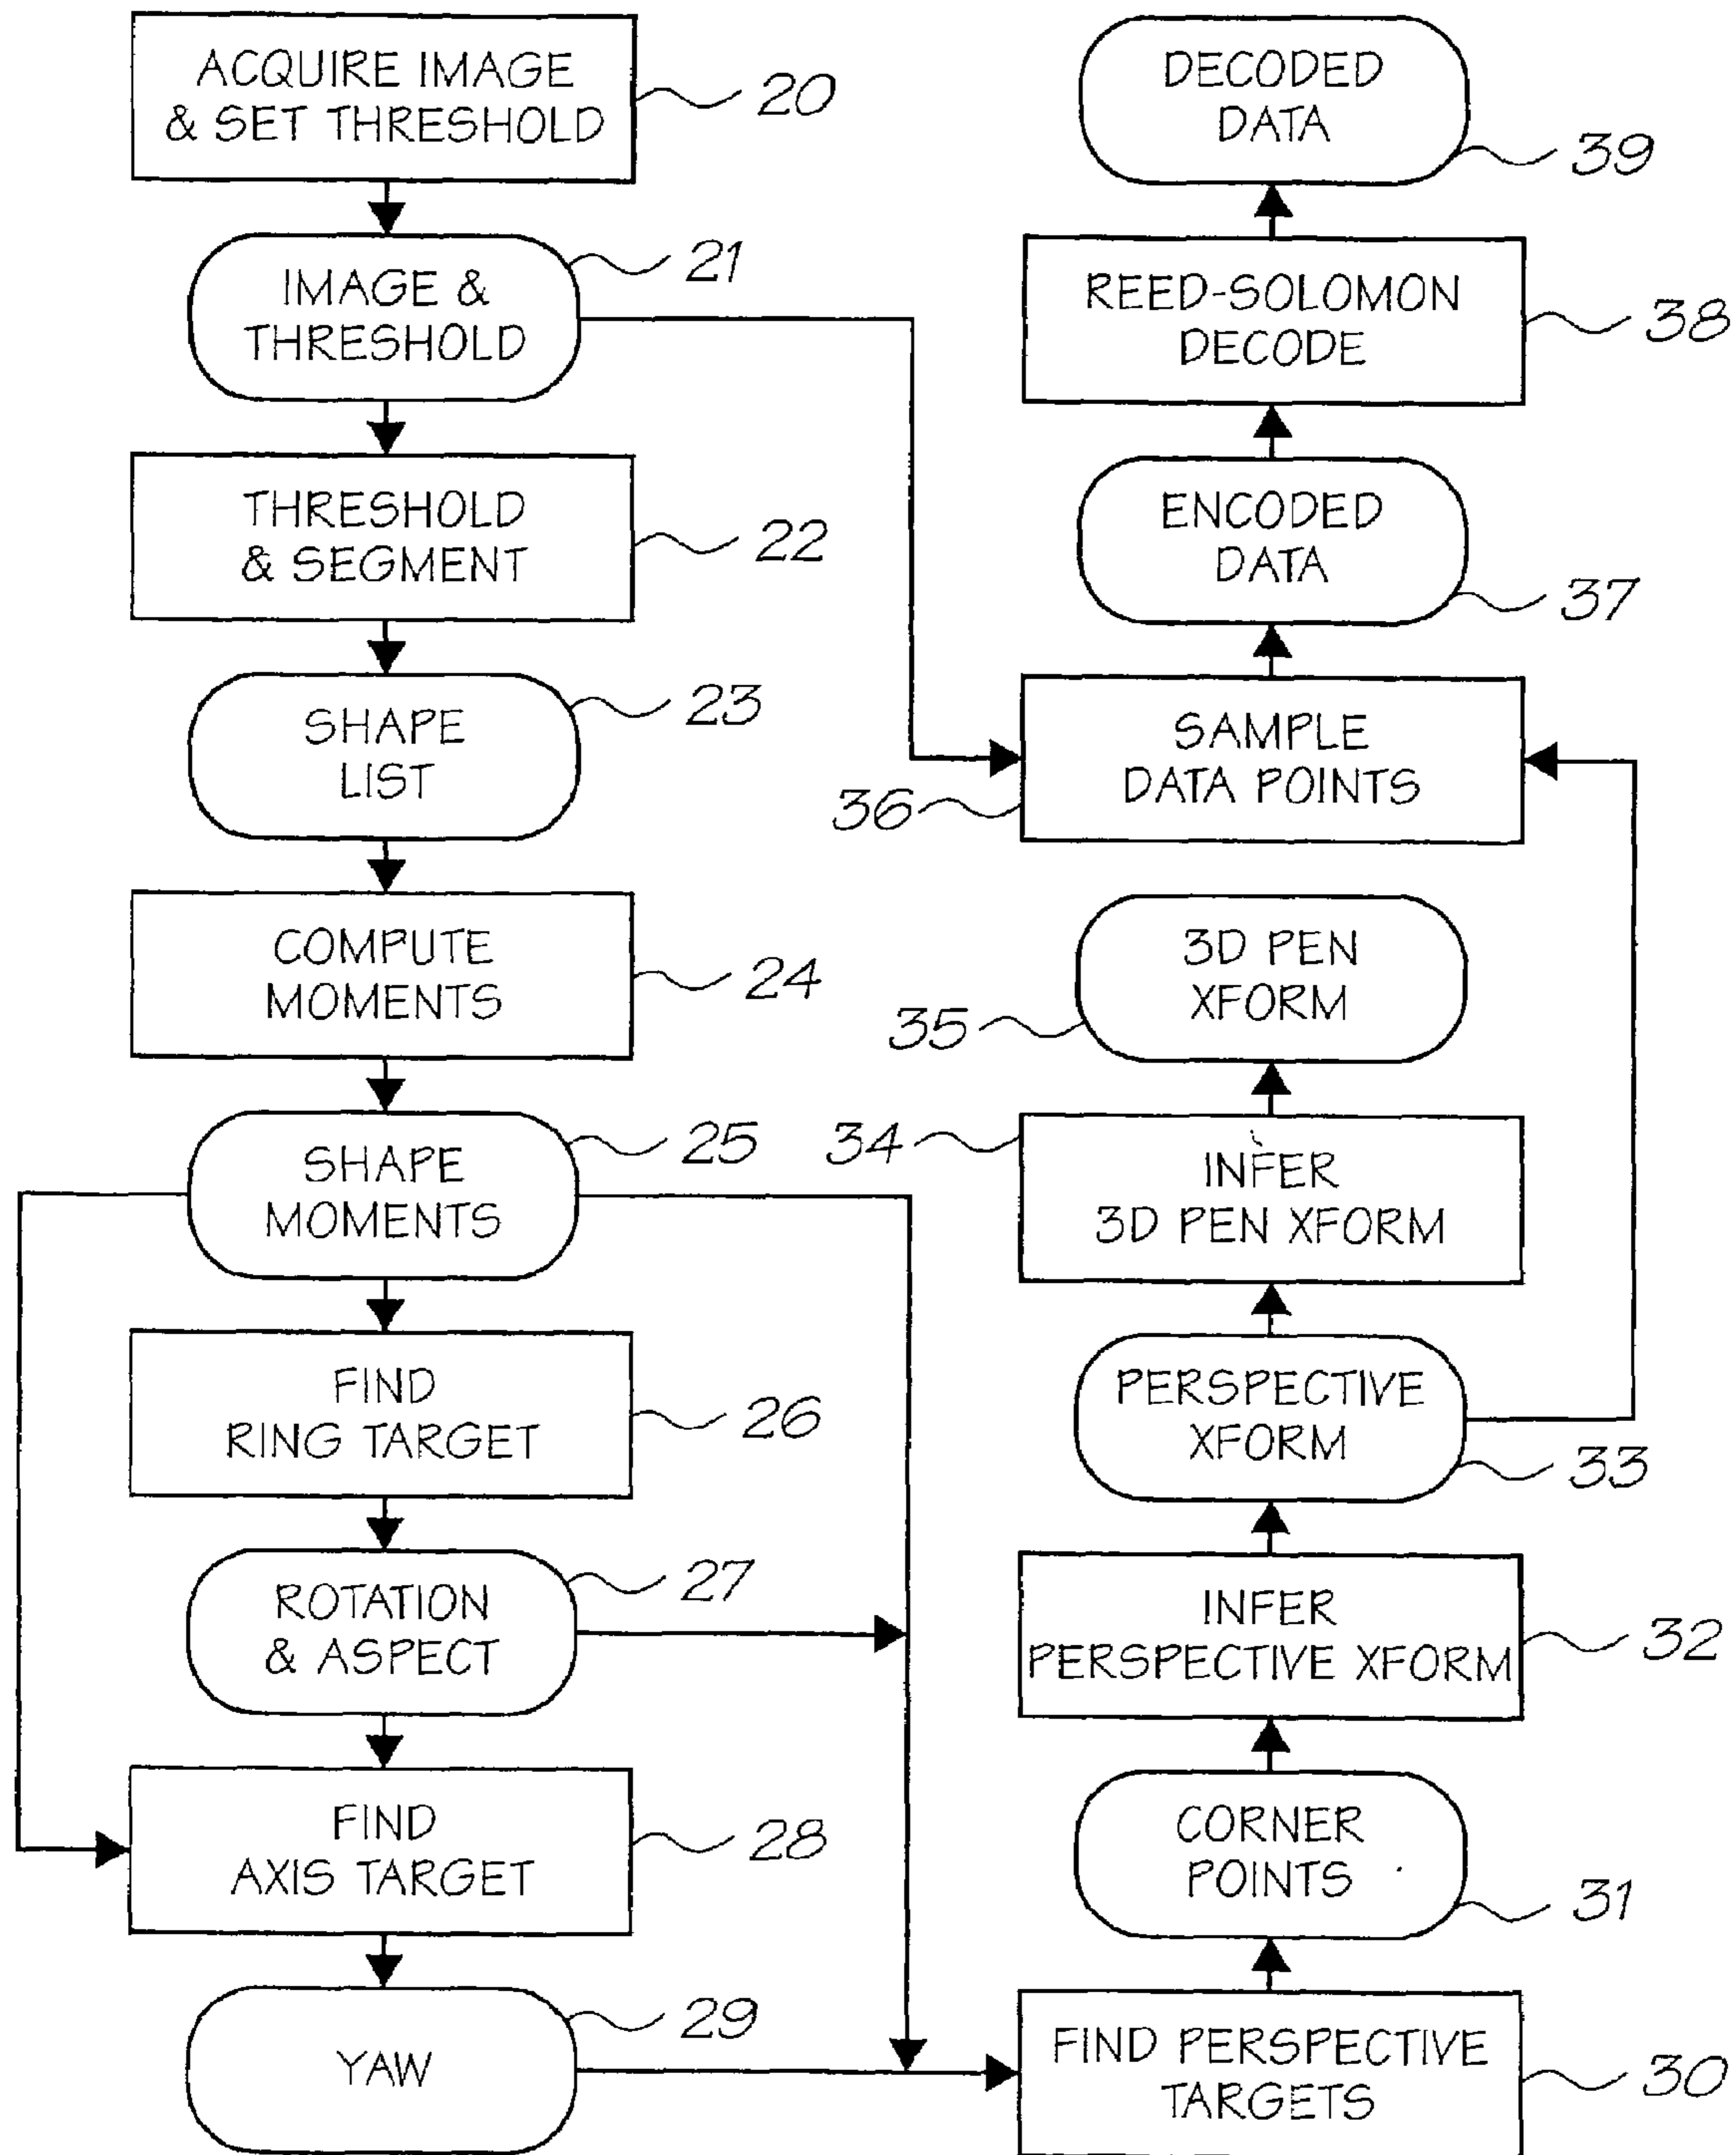 ACQUIRE IMAGE
& SET THRESHOLD
20
IMAGE &
THRESHOLD
21
THRESHOLD
& SEGMENT
22
SHAPE
LIST
23
COMPUTE
MOMENTS
24
SHAPE
MOMENTS
25
FIND
RING TARGET
26
ROTATION
& ASPECT
27
FIND
AXIS TARGET
28
YAW
29
DECODED
DATA
39
REED-SOLOMON
DECODE
38
ENCODED
DATA
37
SAMPLE
DATA POINTS
36
3D PEN
XFORM
35
INFER
3D PEN XFORM
34
PERSPECTIVE
XFORM
33
INFER
PERSPECTIVE XFORM
32
CORNER
POINTS
31
FIND PERSPECTIVE
TARGETS
30